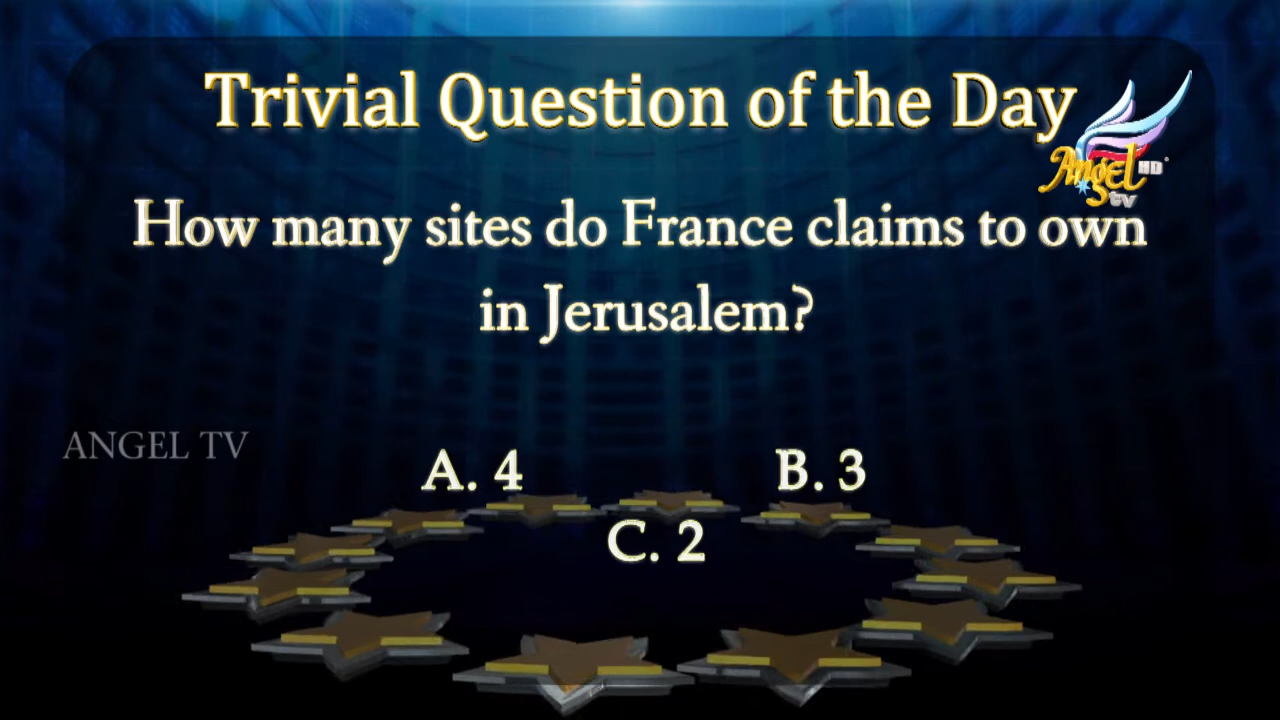 Trivial Question of the Day
Angel HD
tv
How many sites do France claims to own
in Jerusalem?
ANGEL TV
A. 4
B. 3
C. 2